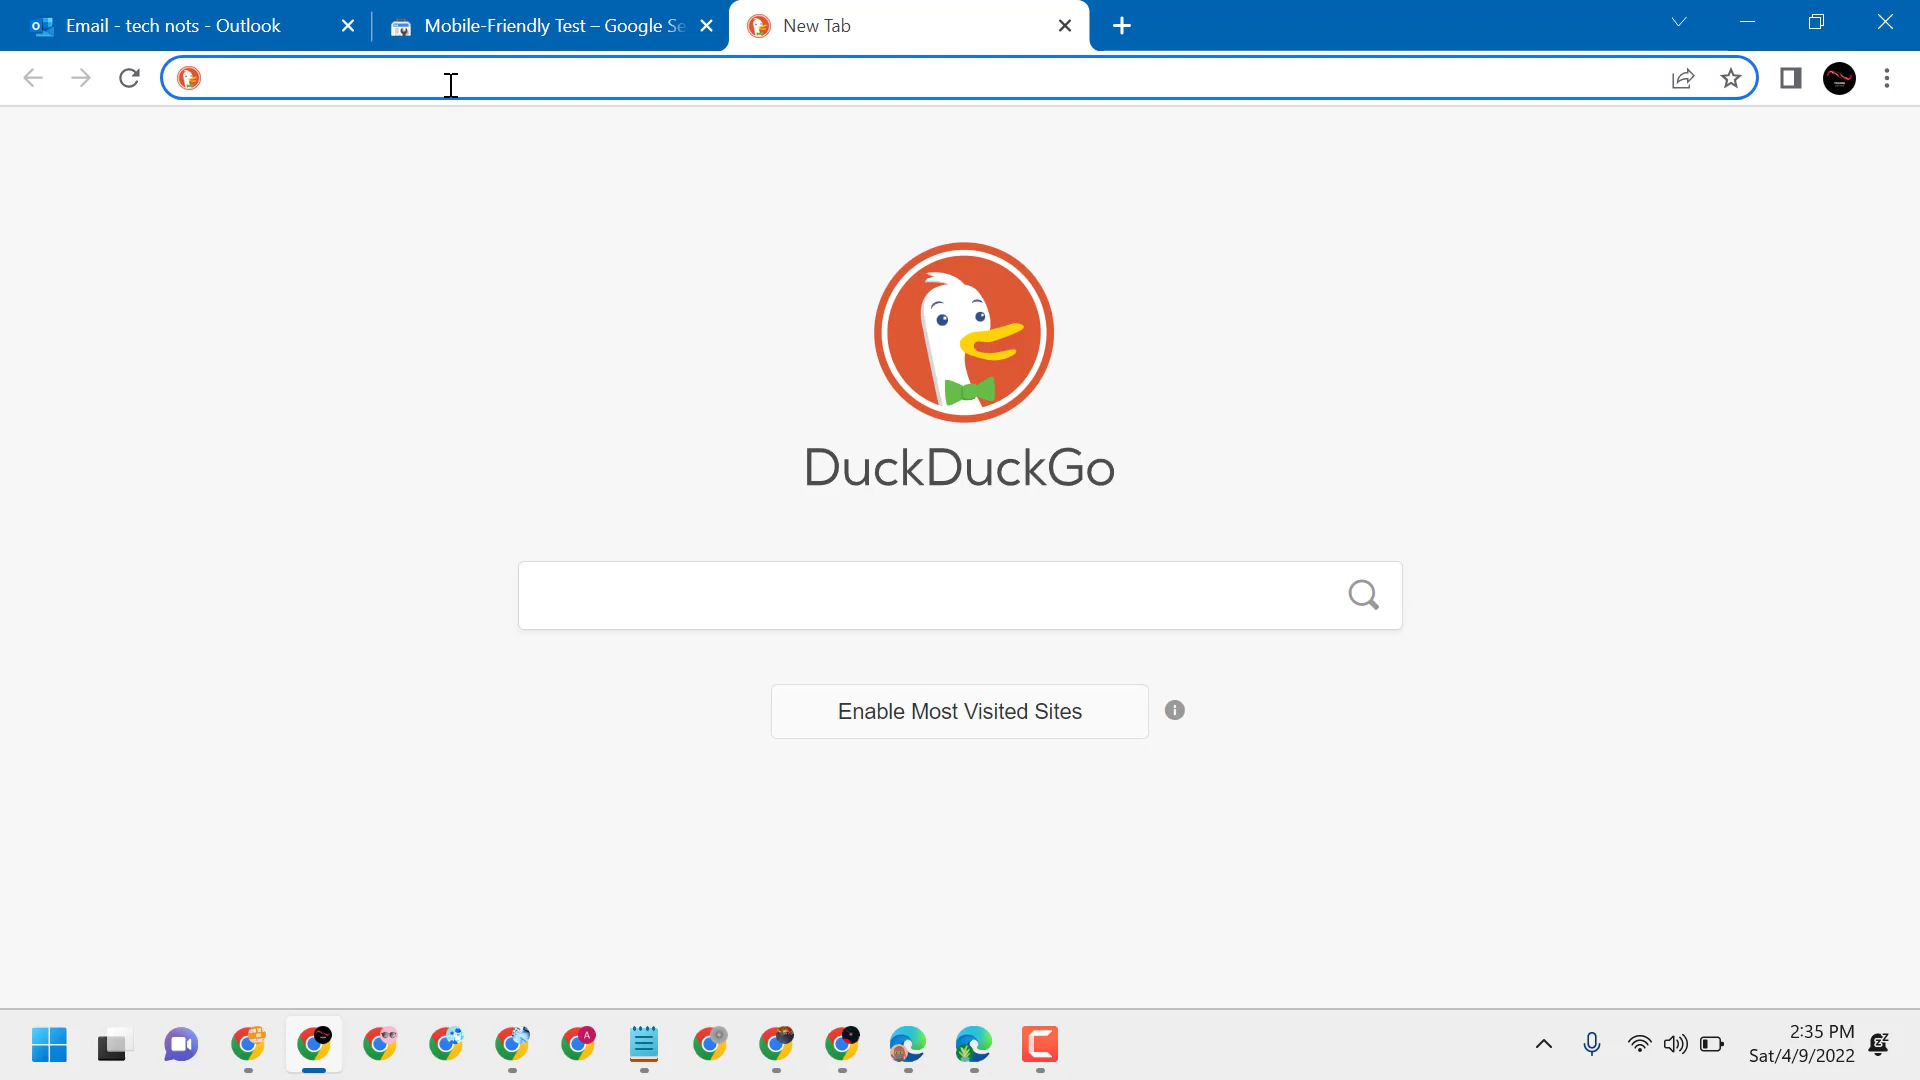 Email - tech nots - Outlook
Mobile-Friendly Test – Google Se
New Tab
DuckDuckGo
Enable Most Visited Sites
2:35 PM
Sat/4/9/2022